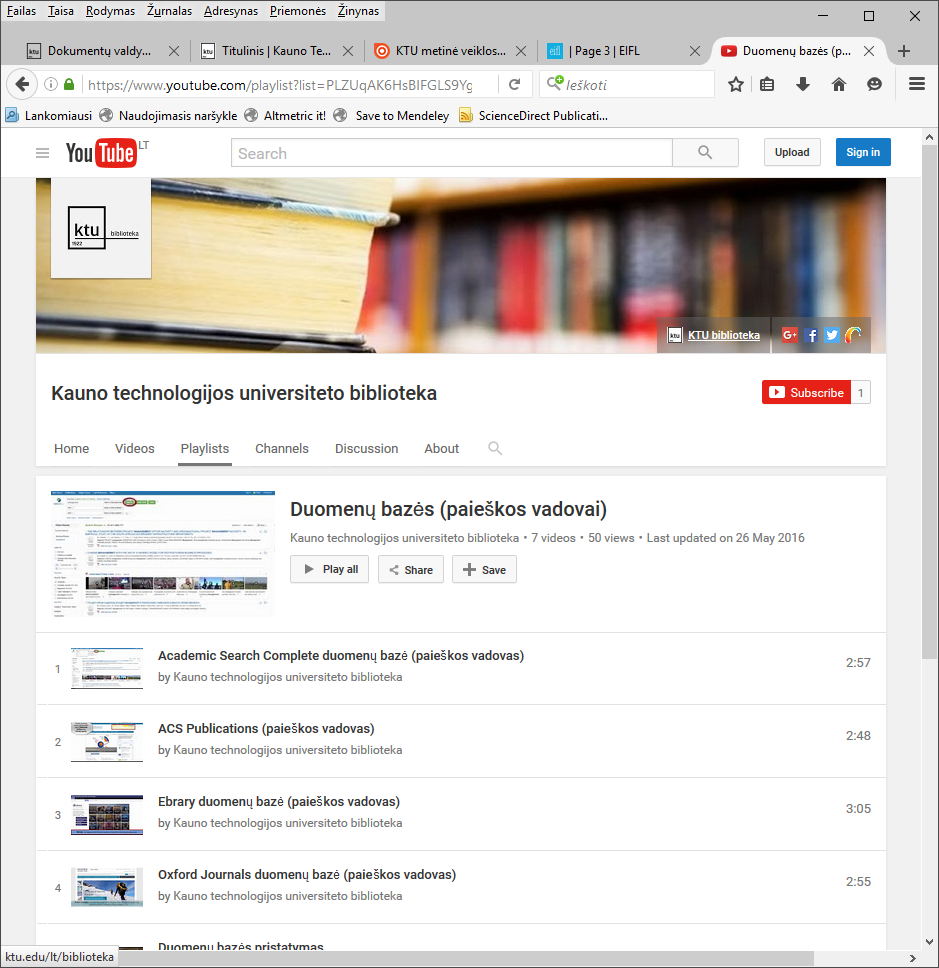 Failas Taisa Rodymas Žurnalas Adresynas Priemonės Žinynas
Dokumentų valdy... Titulinis | Kauno Te... KTU metinė veiklos... | Page 3 | EIFL Duomenų bazės (p...
https://www.youtube.com/playlist?list=PLZUqAK6HsBIFGLS9Yg Ieškoti
Lankomiausi Naudojimasis naršykle Altmetric it! Save to Mendeley ScienceDirect Publicati...
YouTube LT Search Upload Sign in
ktu
1922
biblioteka
ktu KTU biblioteka G+
Kauno technologijos universiteto biblioteka Subscribe 1
Home Videos Playlists Channels Discussion About
Duomenų bazės (paieškos vadovai)
Kauno technologijos universiteto biblioteka • 7 videos • 50 views • Last updated on 26 May 2016
Play all Share Save
1 Academic Search Complete duomenų bazė (paieškos vadovas) 2:57
by Kauno technologijos universiteto biblioteka
2 ACS Publications (paieškos vadovas) 2:48
by Kauno technologijos universiteto biblioteka
3 Ebrary duomenų bazė (paieškos vadovas) 3:05
by Kauno technologijos universiteto biblioteka
4 Oxford Journals duomenų bazė (paieškos vadovas) 2:55
by Kauno technologijos universiteto biblioteka
Duomenų bazės pristatymas
ktu.edu/lt/biblioteka